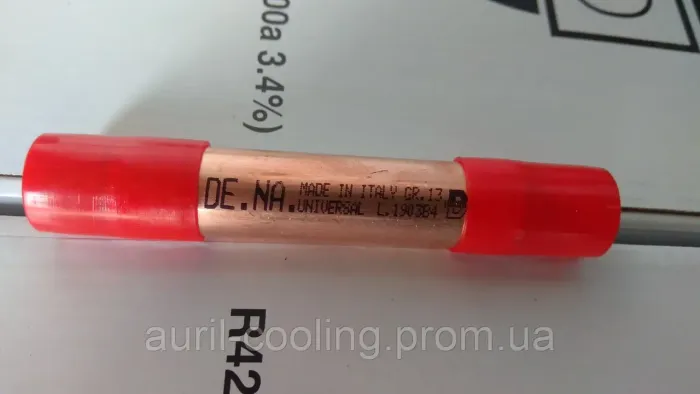 00a 3.4%)
DE.NA. MADE IN ITALY GR.13
UNIVERSAL L.190384
R42
auril-cooling.prom.ua